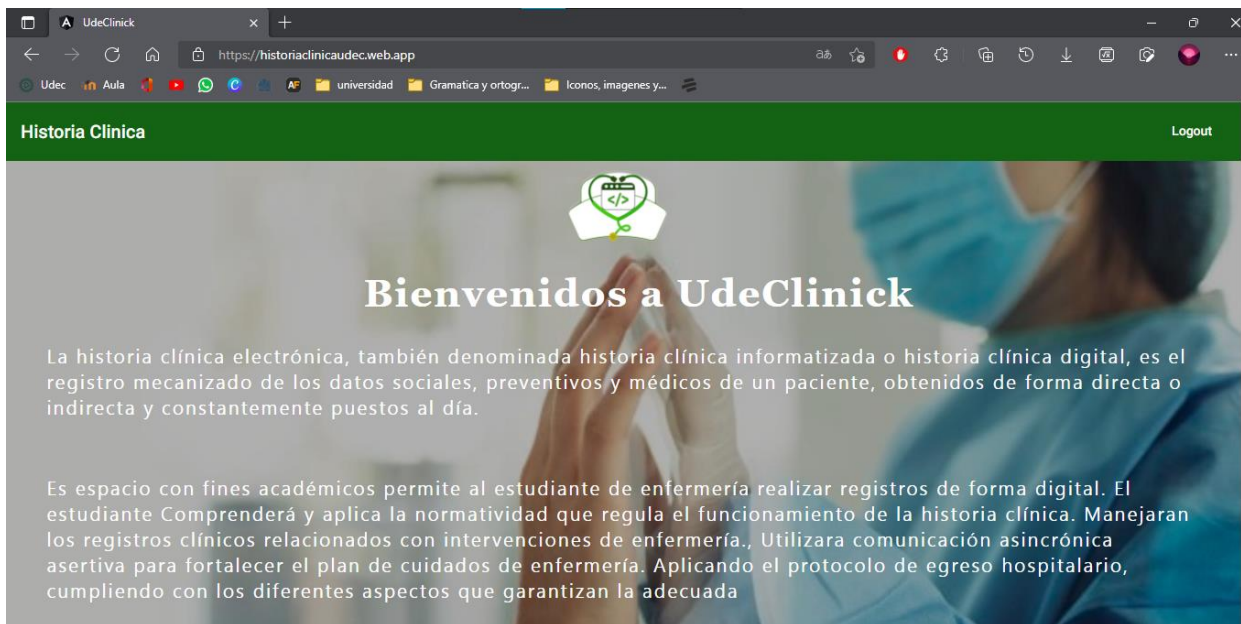 UdeClinick
https://historiaclinicaudec.web.app
Udec In Aula AF universidad Gramatica y ortogr... Iconos, imagenes y...
Historia Clinica Logout
</>
Bienvenidos a UdeClinick
La historia clínica electrónica, también denominada historia clínica informatizada o historia clínica digital, es el
registro mecanizado de los datos sociales, preventivos y médicos de un paciente, obtenidos de forma directa o
indirecta y constantemente puestos al día.
Es espacio con fines académicos permite al estudiante de enfermería realizar registros de forma digital. El
estudiante Comprenderá y aplica la normatividad que regula el funcionamiento de la historia clínica. Manejaran
los registros clínicos relacionados con intervenciones de enfermería., Utilizara comunicación asincrónica
asertiva para fortalecer el plan de cuidados de enfermería. Aplicando el protocolo de egreso hospitalario,
cumpliendo con los diferentes aspectos que garantizan la adecuada